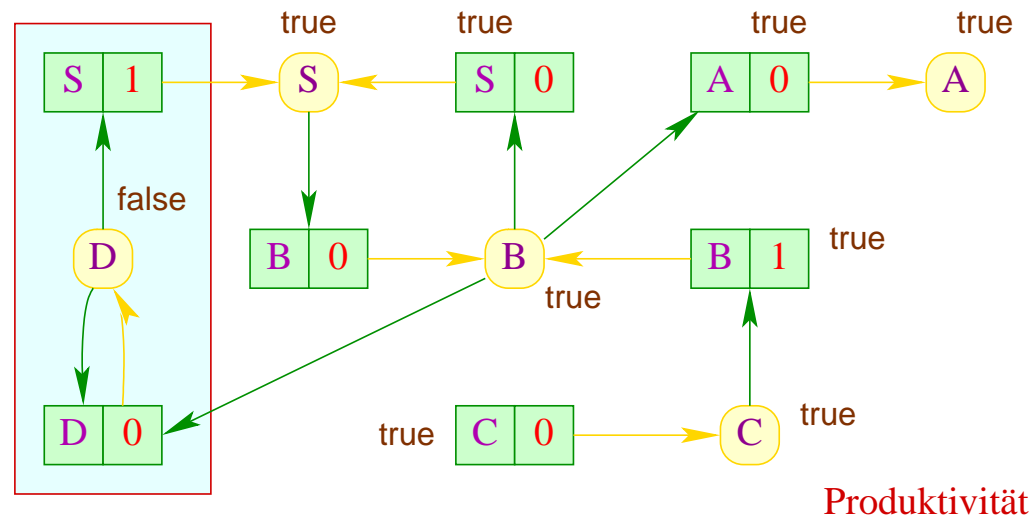 true true true true
S 1 S S 0 A 0 A
false
D B 0 B B 1 true
true
D 0 true C 0 C true
Produktivität